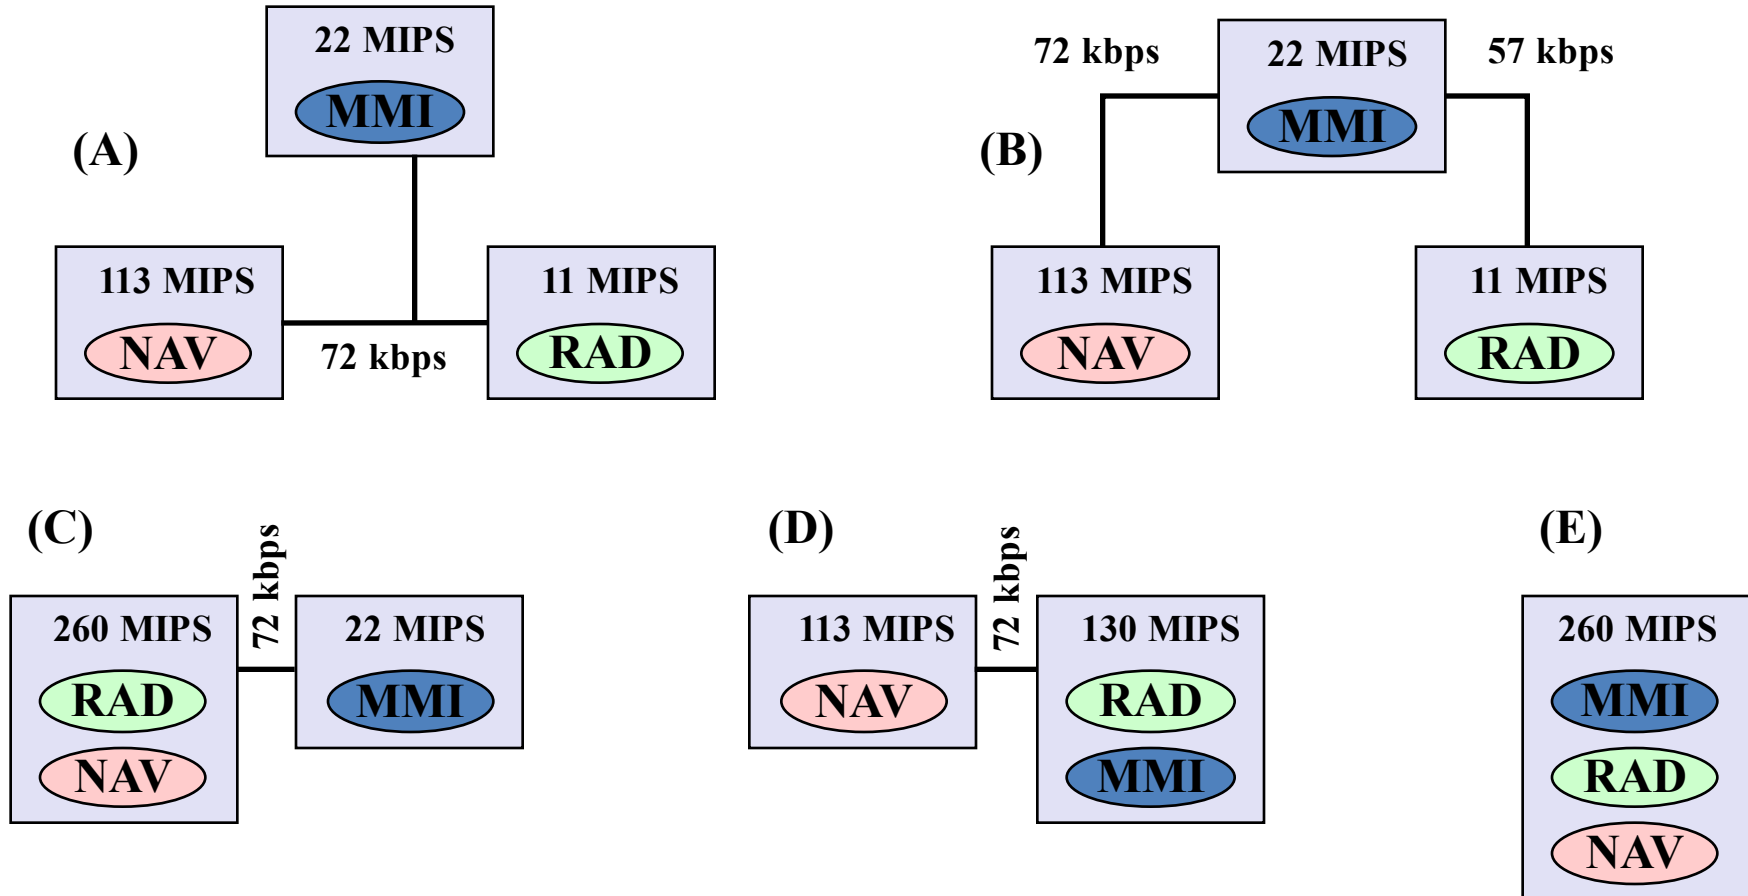 (A)
22 MIPS
MMI
113 MIPS
NAV
72 kbps
11 MIPS
RAD
(B)
72 kbps
22 MIPS
MMI
57 kbps
113 MIPS
NAV
11 MIPS
RAD
(C)
260 MIPS
RAD
NAV
72 kbps
22 MIPS
MMI
(D)
113 MIPS
NAV
72 kbps
130 MIPS
RAD
MMI
(E)
260 MIPS
MMI
RAD
NAV